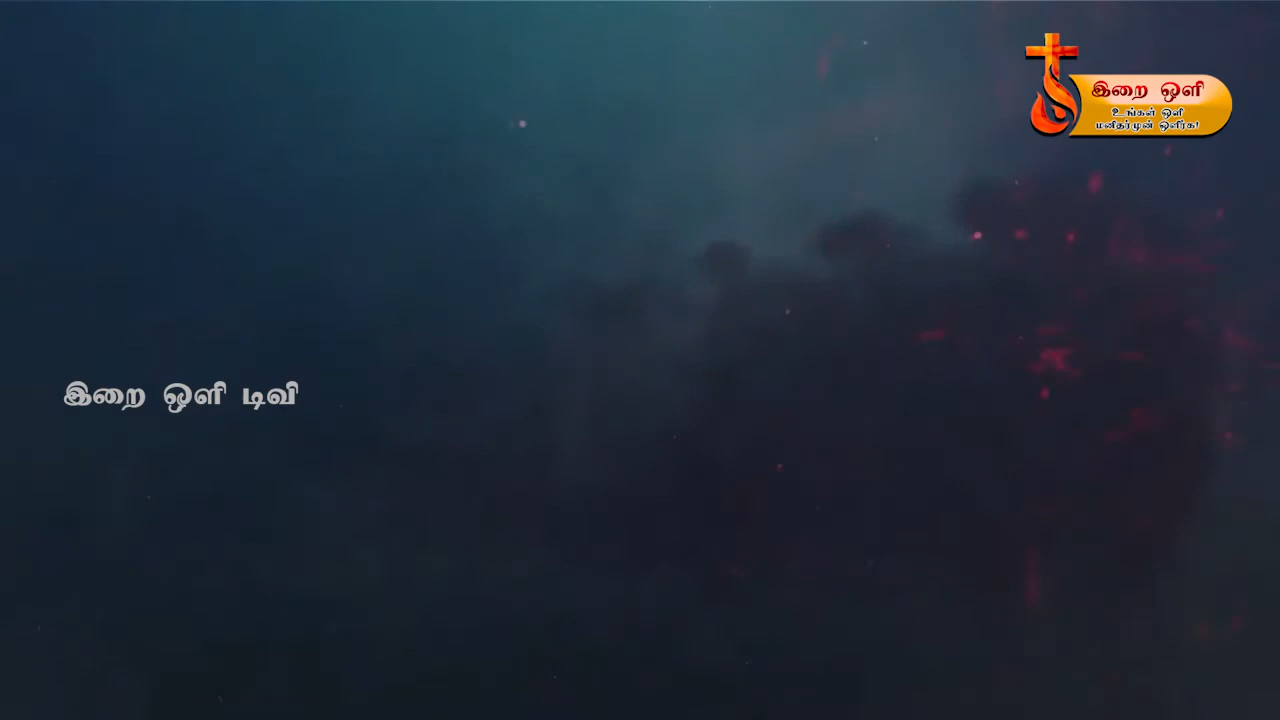 இறை ஒளி
உங்கள் ஒளி
மனிதர்முன் ஒளிர்க!
இறை ஒளி டிவி